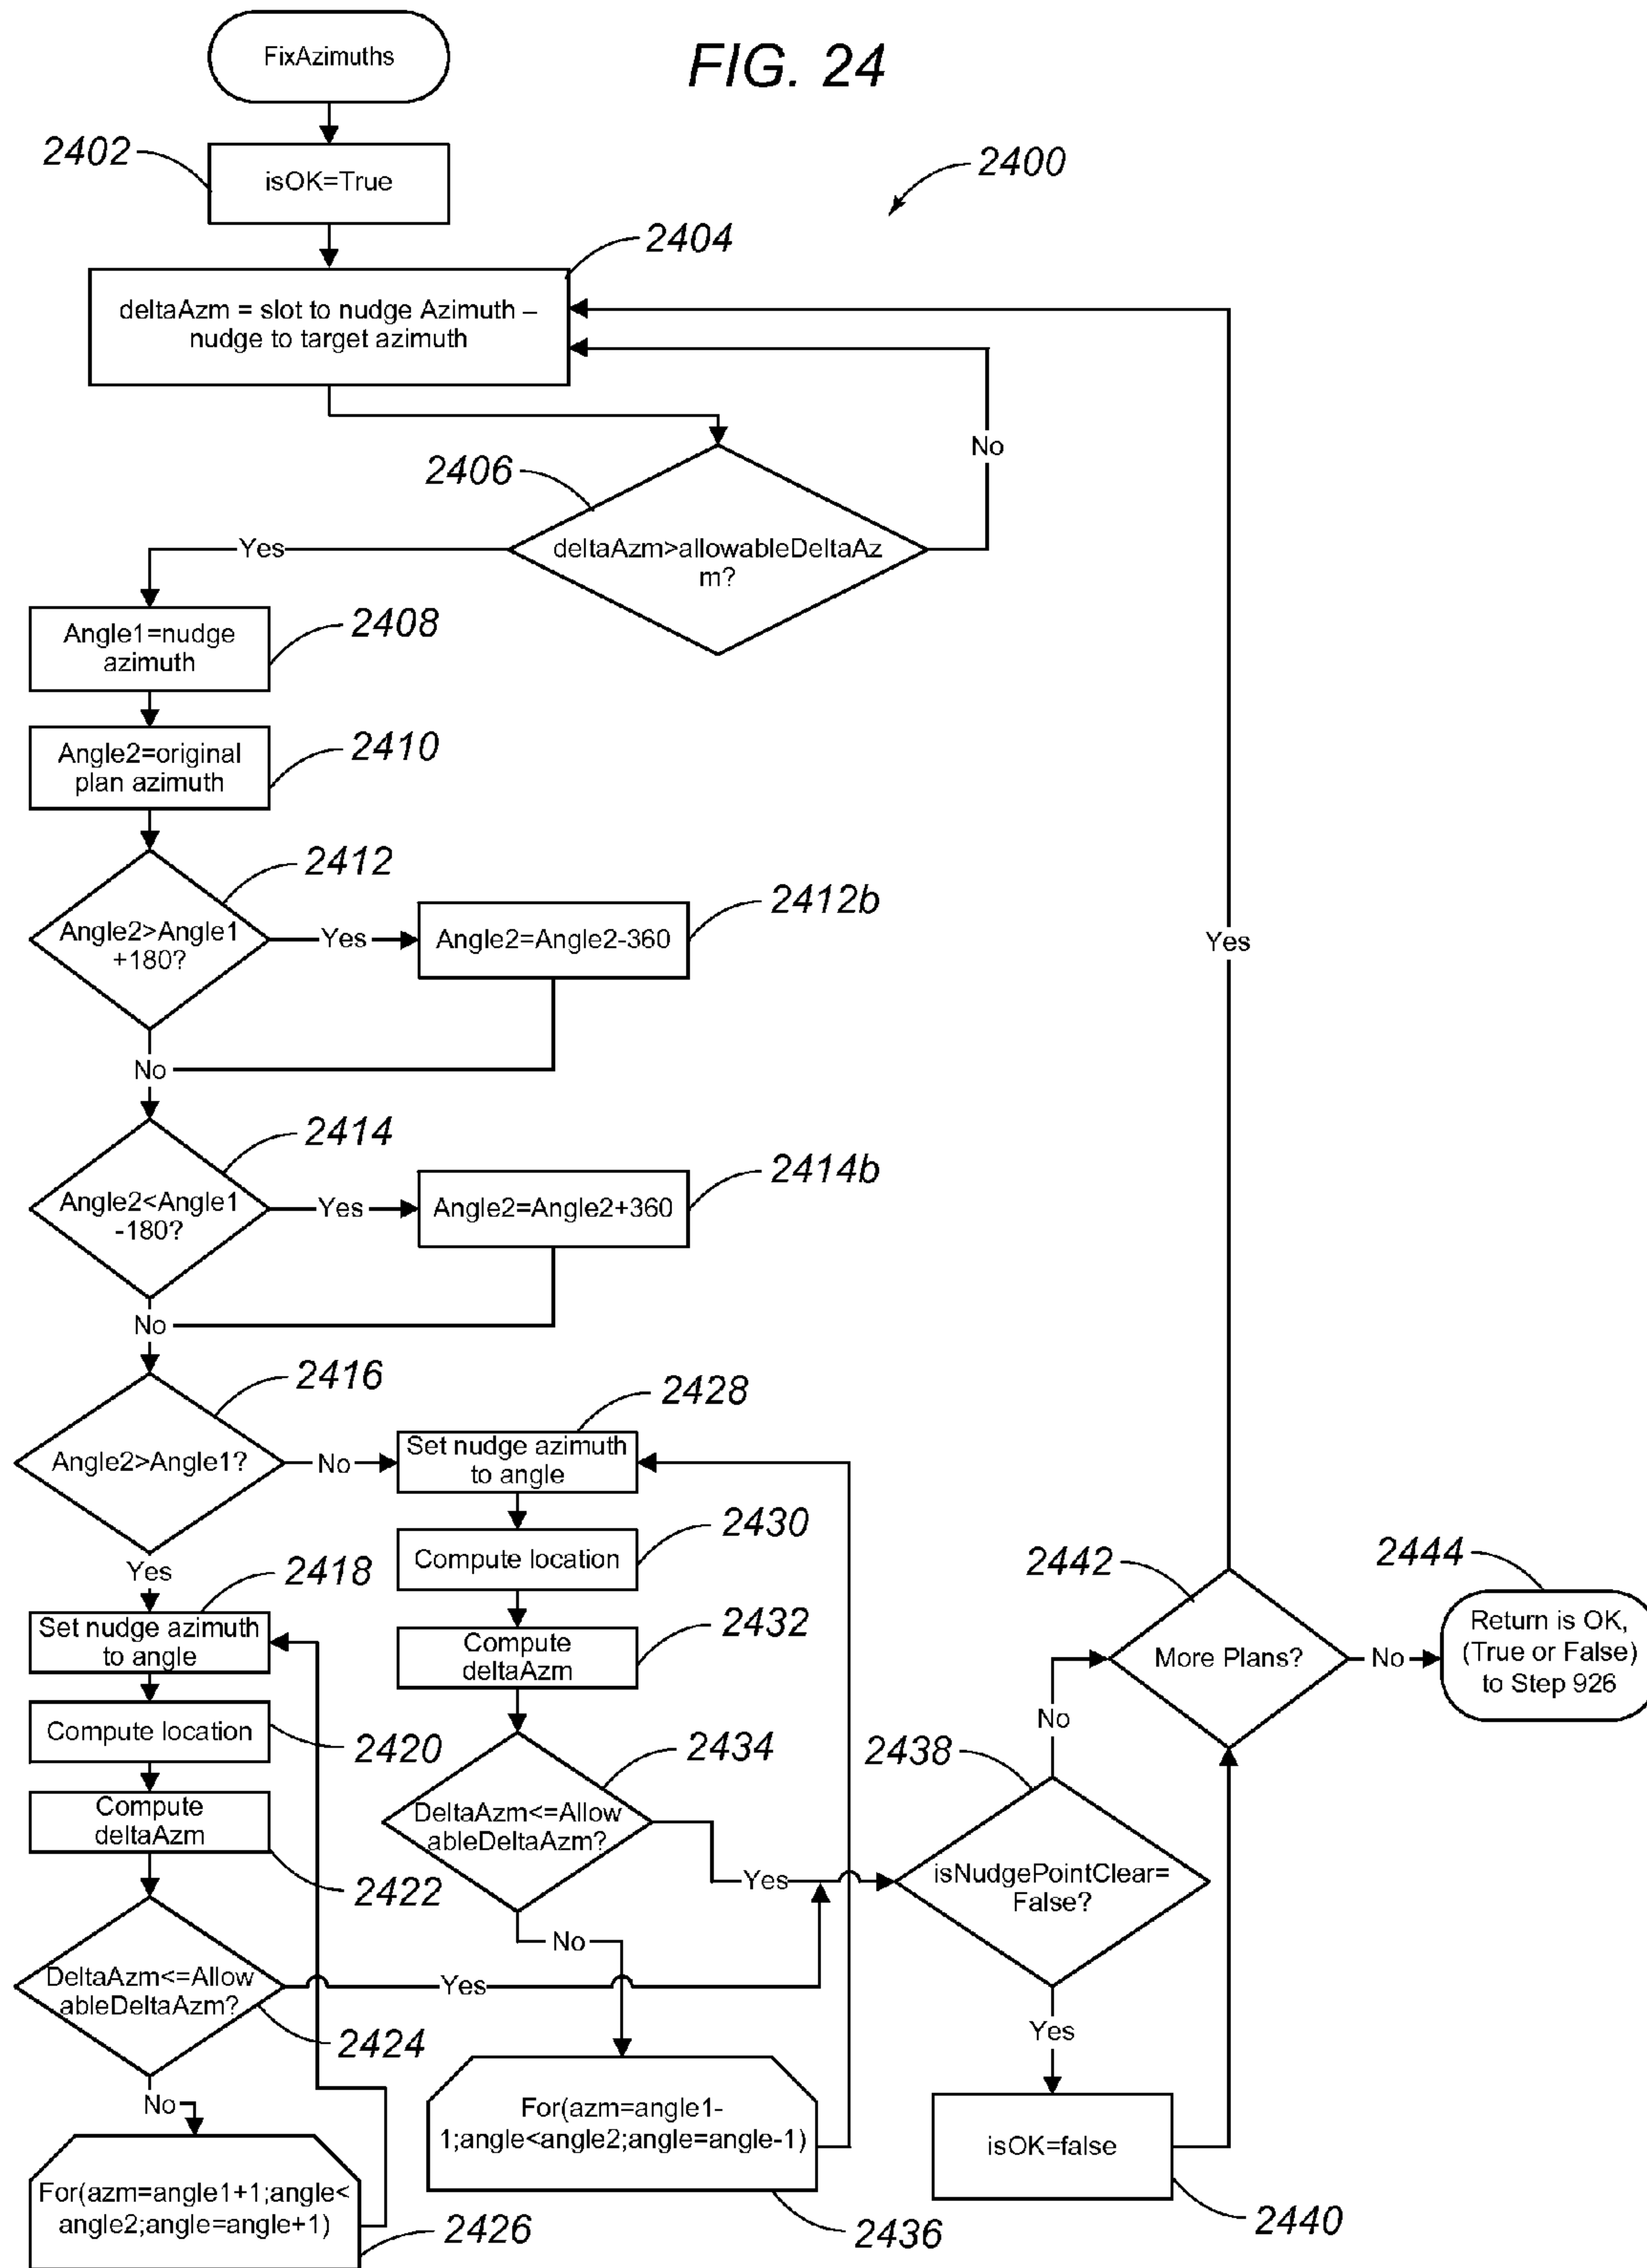 FixAzimuths
FIG. 24
2402
isOK=True
2400
2404
deltaAzm = slot to nudge Azimuth –
nudge to target azimuth
No
2406
deltaAzm>allowableDeltaAz
m?
Yes
Angle1=nudge
azimuth
2408
Angle2=original
plan azimuth
2410
2412
Angle2>Angle1
+180?
Yes
Angle2=Angle2-360
2412b
Yes
No
2414
Angle2<Angle1
-180?
Yes
Angle2=Angle2+360
2414b
No
2416
Angle2>Angle1?
No
2428
Set nudge azimuth
to angle
2430
Compute location
2432
Compute
deltaAzm
2434
DeltaAzm<=Allow
ableDeltaAzm?
Yes
No
Yes
2418
Set nudge azimuth
to angle
Compute location
2420
Compute
deltaAzm
2422
DeltaAzm<=Allow
ableDeltaAzm?
Yes
2424
No
For(azm=angle1+1;angle<
angle2;angle=angle+1)
2426
For(azm=angle1-
1;angle<angle2;angle=angle-1)
2436
2438
isNudgePointClear=
False?
No
Yes
isOK=false
2440
2442
More Plans?
No
2444
Return is OK,
(True or False)
to Step 926